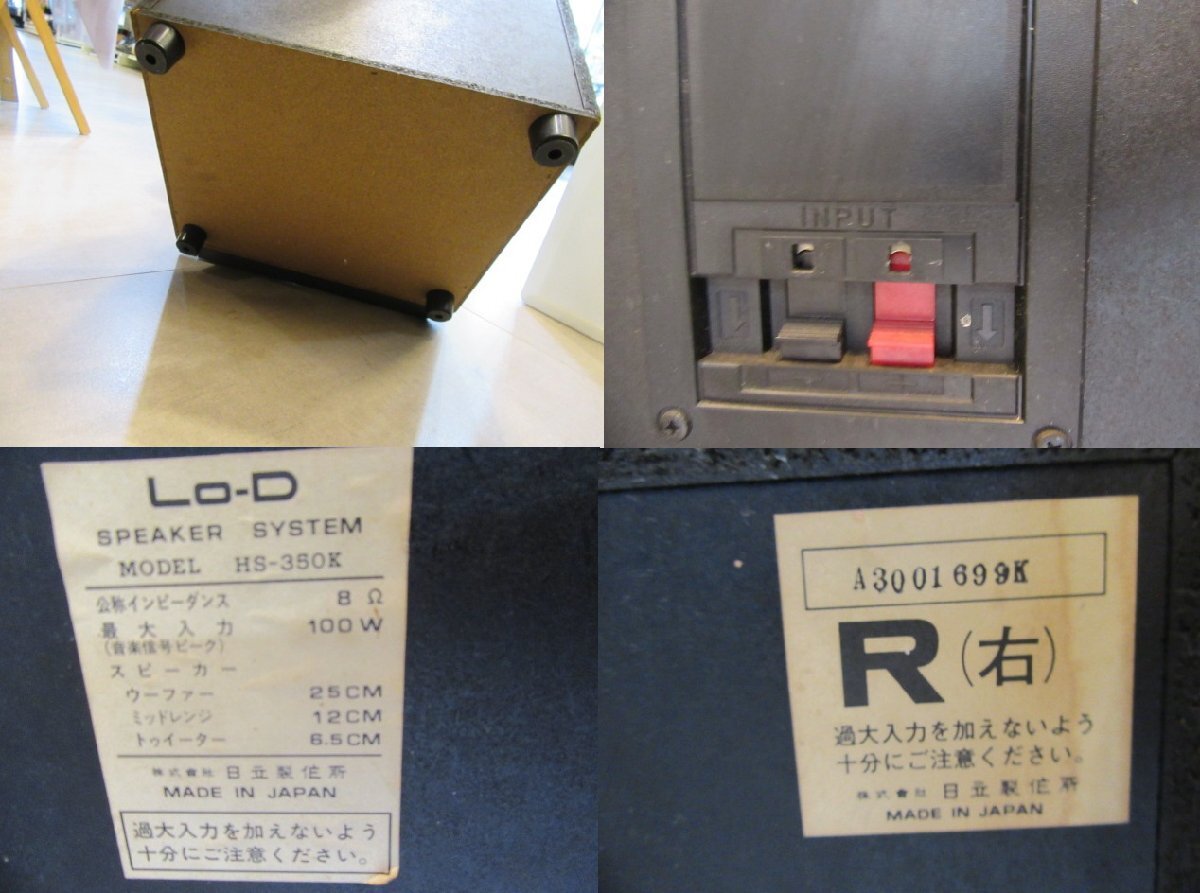 INPUT
Lo-D
SPEAKER SYSTEM
MODEL HS-350K
公称インピーダンス 8 Ω
最大入力 100W
(音楽信号ピーク)
スピーカー
ウーファー 25CM
ミッドレンジ 12CM
トゥイーター 6.5CM
株式會社 日立製作所
MADE IN JAPAN
過大入力を加えないよう
十分にご注意ください。
A3001699K
R(右)
過大入力を加えないよう
十分にご注意ください。
株式會社 日立製作所
MADE IN JAPAN